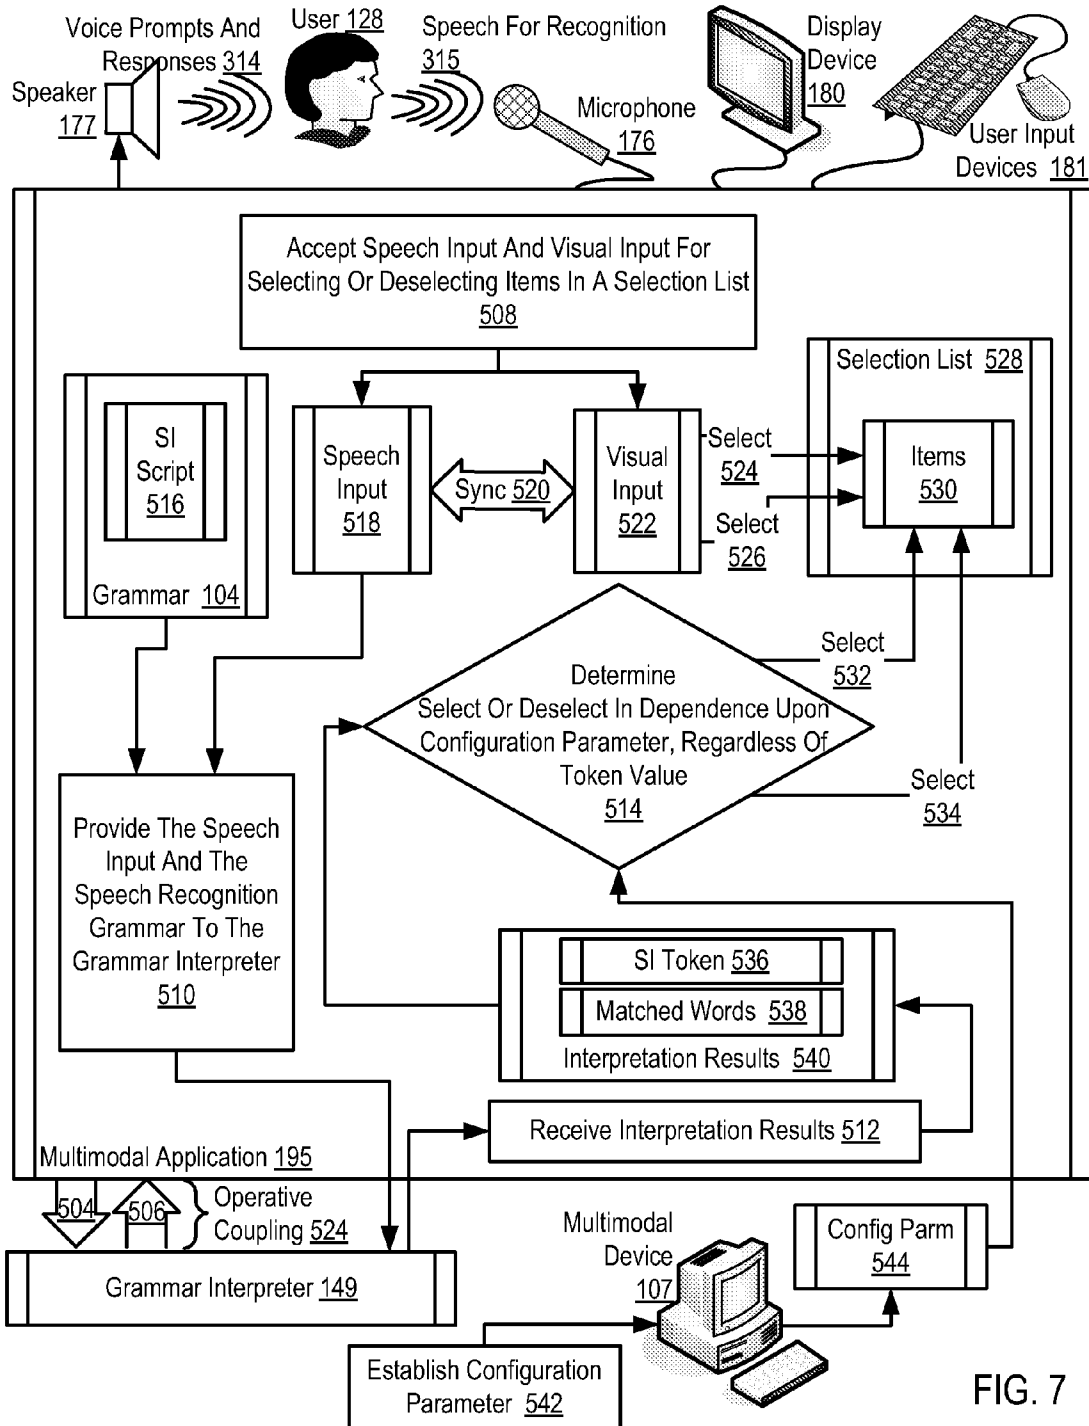 Voice Prompts And
Responses 314
User 128
Speech For Recognition
315
Display
Device
180
Speaker
177
Microphone
176
User Input
Devices 181
Accept Speech Input And Visual Input For
Selecting Or Deselecting Items In A Selection List
508
Selection List 528
SI
Script
516
Grammar 104
Speech
Input
518
Sync 520
Visual
Input
522
Select
524
Select
526
Items
530
Select
532
Determine
Select Or Deselect In Dependence Upon
Configuration Parameter, Regardless Of
Token Value
514
Select
534
Provide The Speech
Input And The
Speech Recognition
Grammar To The
Grammar Interpreter
510
SI Token 536
Matched Words 538
Interpretation Results 540
Receive Interpretation Results 512
Multimodal Application 195
504
506
Operative
Coupling 524
Grammar Interpreter 149
Multimodal
Device
107
Config Parm
544
Establish Configuration
Parameter 542
FIG. 7